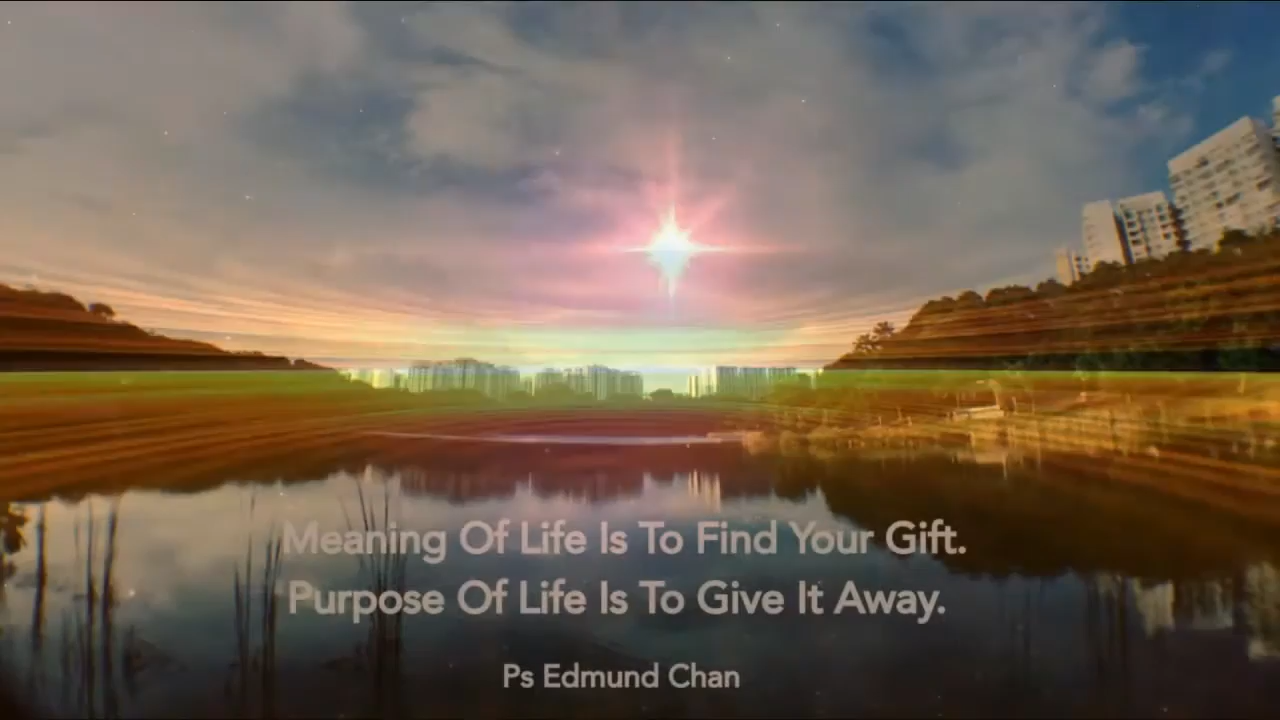 Meaning Of Life Is To Find Your Gift.
Purpose Of Life Is To Give It Away.
Ps Edmund Chan